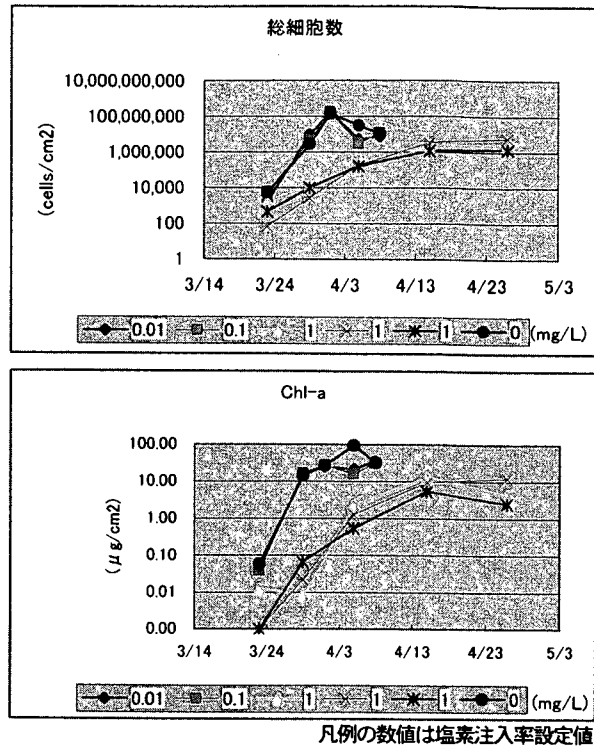 総細胞数
(cells/cm2)
10,000,000,000
100,000,000
1,000,000
10,000
100
1
3/14 3/24 4/3 4/13 4/23 5/3
0.01 0.1 1 1 1 0 (mg/L)
Chl-a
(μg/cm2)
100.00
10.00
1.00
0.10
0.01
0.00
3/14 3/24 4/3 4/13 4/23 5/3
0.01 0.1 1 1 1 0 (mg/L)
凡例の数値は塩素注入率設定値